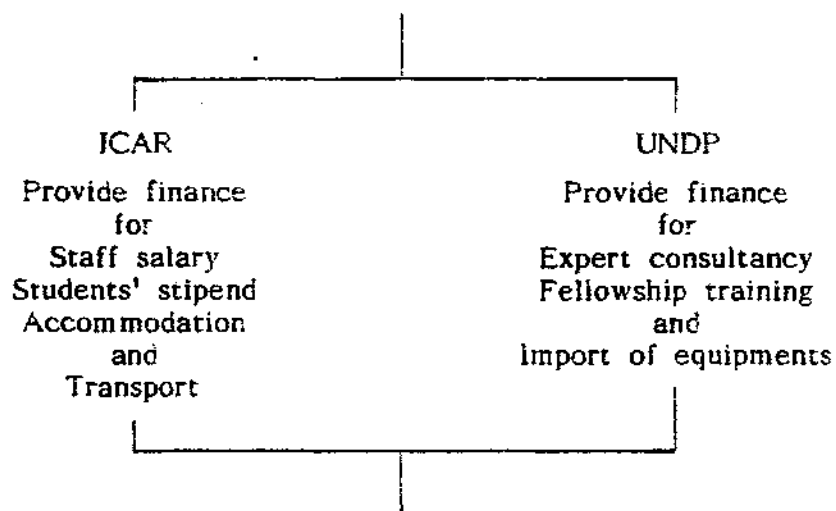 ICAR
Provide finance
for
Staff salary
Students' stipend
Accommodation
and
Transport
UNDP
Provide finance
for
Expert consultancy
Fellowship training
and
Import of equipments